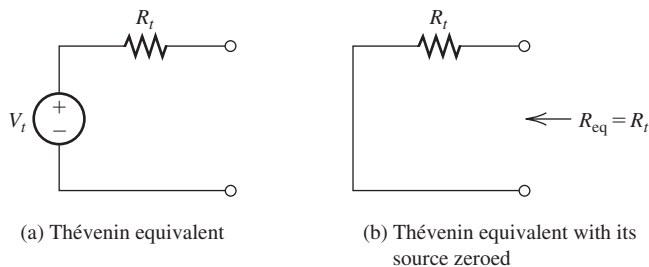 R_t
V_t
+
−
(a) Thévenin equivalent
R_t
R_eq = R_t
(b) Thévenin equivalent with its
source zeroed